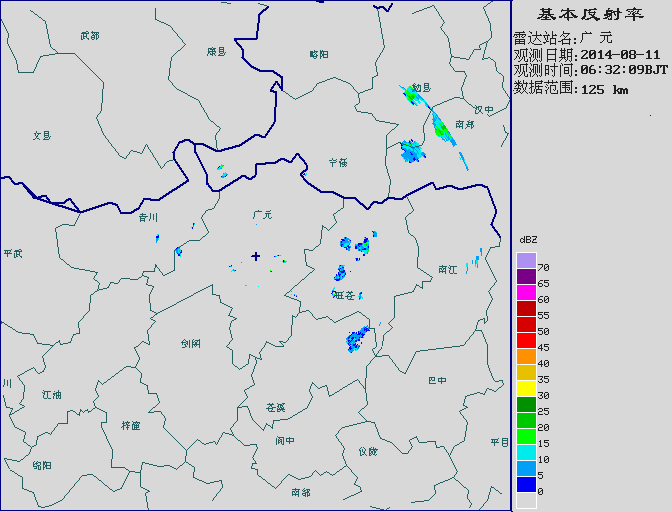 基本反射率
雷达站名:广 元
观测日期:2014-08-11
观测时间:06:32:09BJT
数据范围:125 km
武都
康县
略阳
勉县
汉中
南郑
文县
宁强
青川
广元
平武
南江
旺苍
剑阁
川
江油
巴中
苍溪
梓潼
阆中
仪陇
平昌
绵阳
南部
dBZ
70
65
60
55
50
45
40
35
30
25
20
15
10
5
0